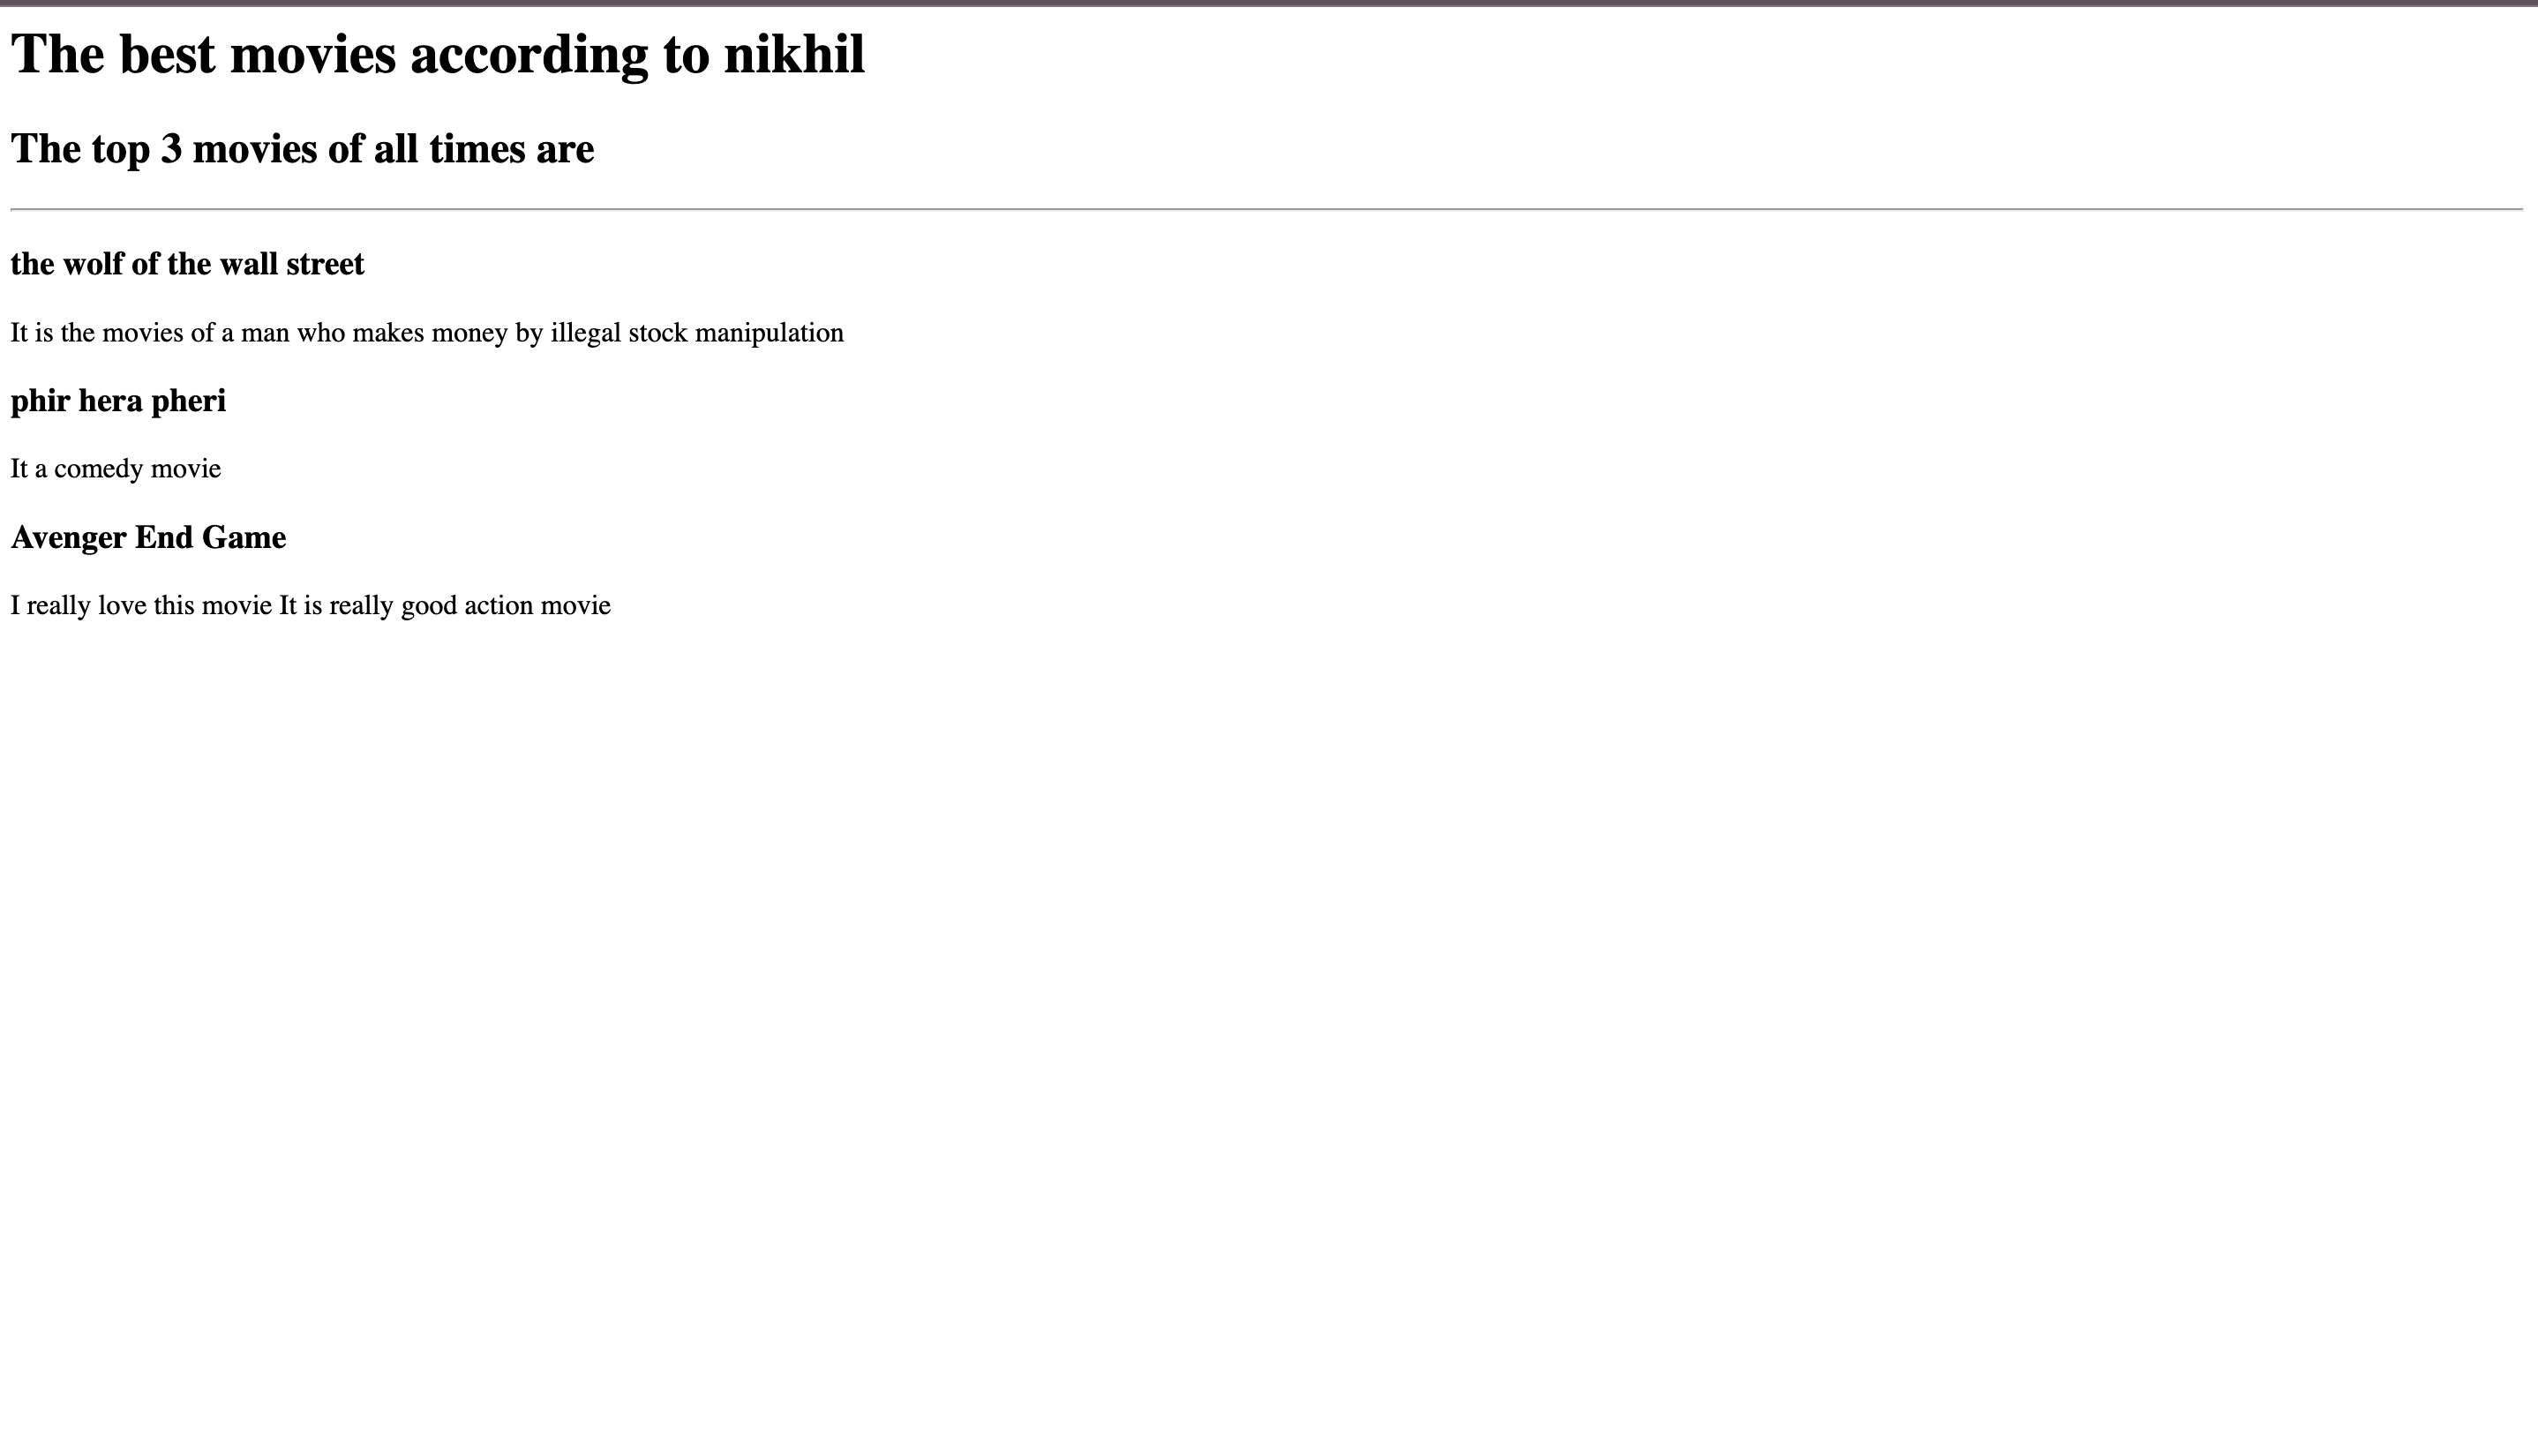 The best movies according to nikhil
The top 3 movies of all times are
the wolf of the wall street
It is the movies of a man who makes money by illegal stock manipulation
phir hera pheri
It a comedy movie
Avenger End Game
I really love this movie It is really good action movie